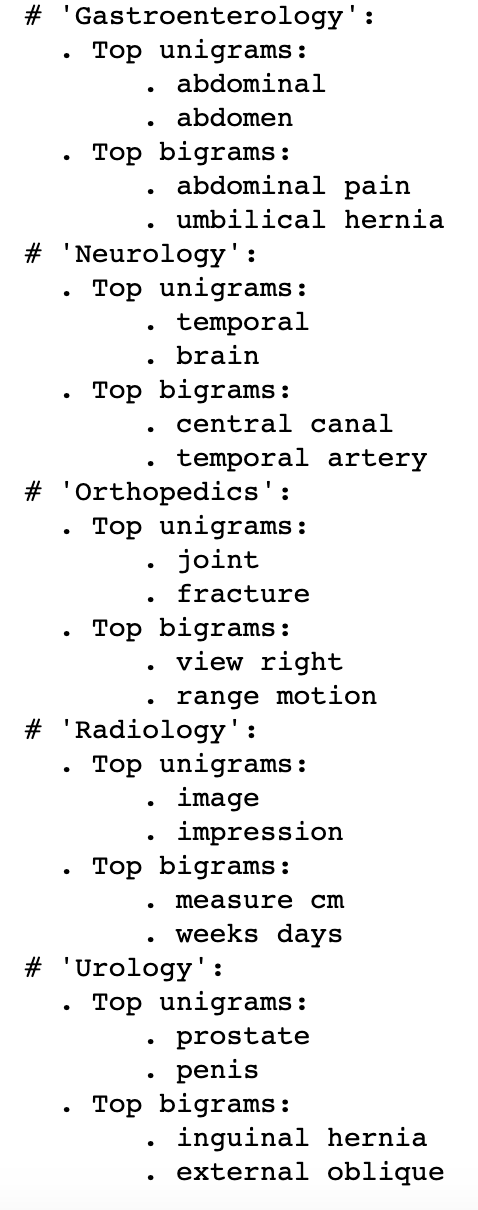 # 'Gastroenterology':
. Top unigrams:
. abdominal
. abdomen
. Top bigrams:
. abdominal pain
. umbilical hernia
# 'Neurology':
. Top unigrams:
. temporal
. brain
. Top bigrams:
. central canal
. temporal artery
# 'Orthopedics':
. Top unigrams:
. joint
. fracture
. Top bigrams:
. view right
. range motion
# 'Radiology':
. Top unigrams:
. image
. impression
. Top bigrams:
. measure cm
. weeks days
# 'Urology':
. Top unigrams:
. prostate
. penis
. Top bigrams:
. inguinal hernia
. external oblique